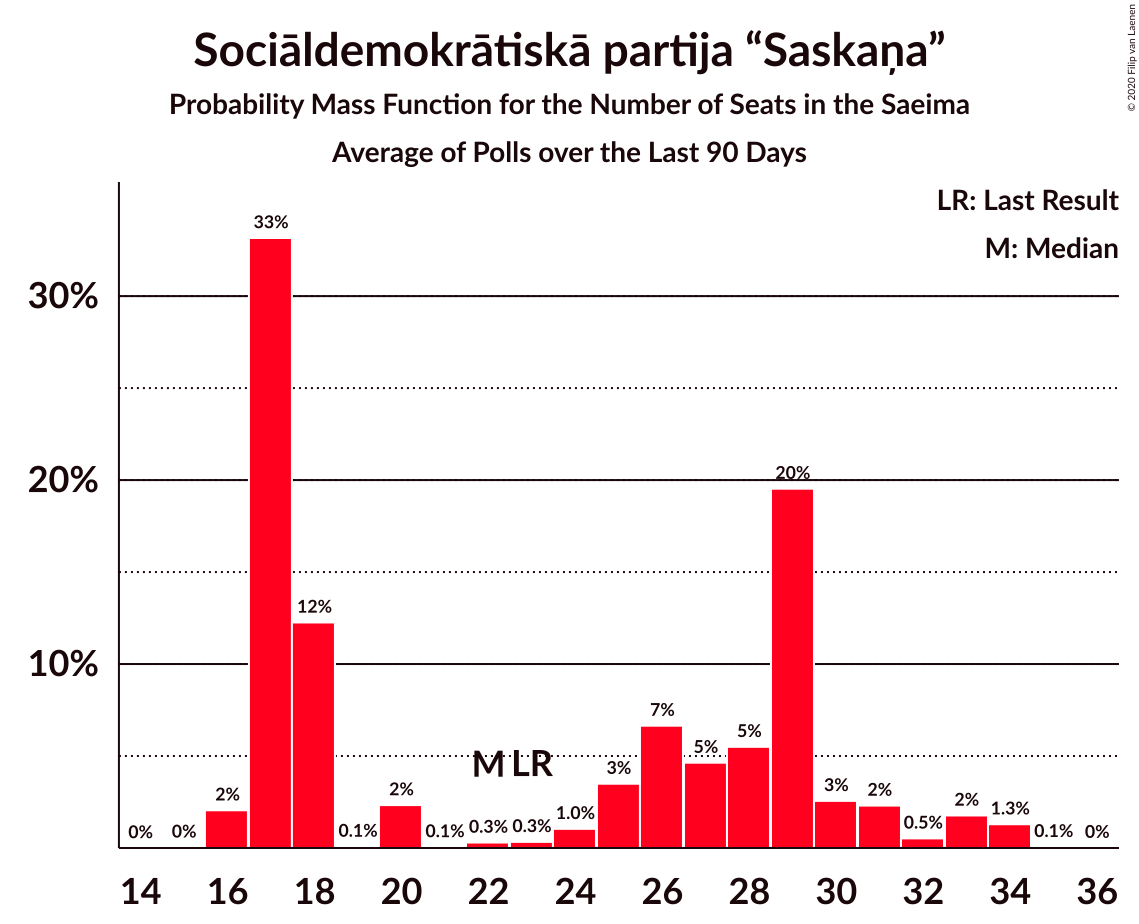 Sociāldemokrātiskā partija “Saskaņa”
Probability Mass Function for the Number of Seats in the Saeima
Average of Polls over the Last 90 Days
© 2020 Filip van Laenen
LR: Last Result
M: Median
30%
20%
10%
0% 0% 2% 33% 12% 0.1% 2% 0.1% 0.3% 0.3% 1.0% 3% 7% 5% 5% 20% 3% 2% 0.5% 2% 1.3% 0.1% 0%
M LR
14 16 18 20 22 24 26 28 30 32 34 36